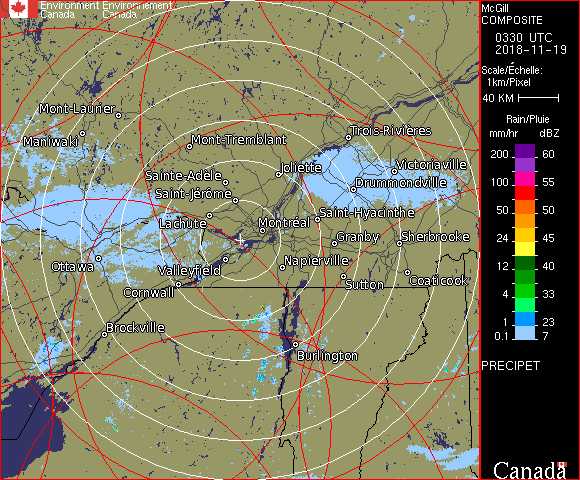 Environment Environnement
Canada Canada
McGill
COMPOSITE
0330 UTC
2018-11-19
Scale/Échelle:
1km/Pixel
40 KM
Rain/Pluie
mm/hr dBZ
200 60
100 55
50 50
24 45
12 40
4 33
1 23
0.1 7
PRECIPET
Canada
Mont-Laurier
Maniwaki
Mont-Tremblant
Trois-Rivières
Joliette
Victoriaville
Sainte-Adèle
Drummondville
Saint-Jérôme
Saint-Hyacinthe
Lachute
Montréal
Granby
Sherbrooke
Ottawa
Valleyfield
Napierville
Cornwall
Sutton
Coaticook
Brockville
Burlington